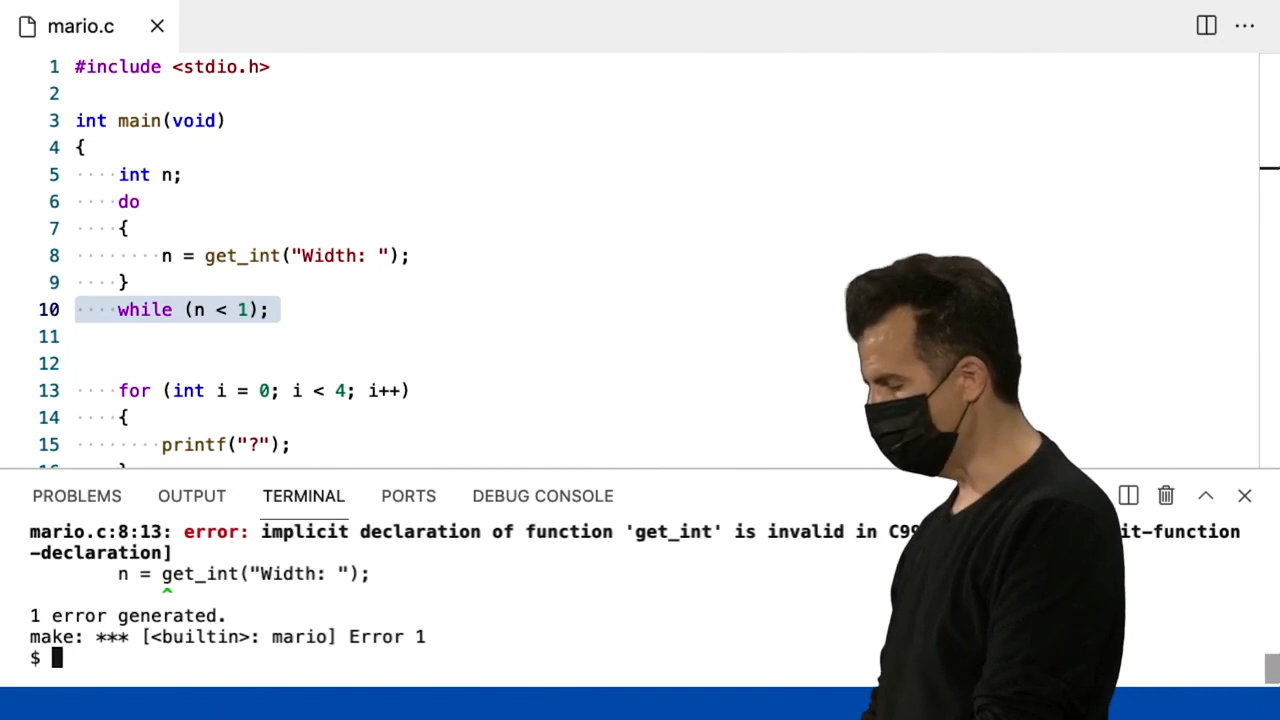 mario.c
1 #include <stdio.h>
2
3 int main(void)
4 {
5 ····int n;
6 ····do
7 ····{
8 ········n = get_int("Width: ");
9 ····}
10 ····while (n < 1);
11
12
13 ····for (int i = 0; i < 4; i++)
14 ····{
15 ········printf("?");
PROBLEMS OUTPUT TERMINAL PORTS DEBUG CONSOLE
mario.c:8:13: error: implicit declaration of function 'get_int' is invalid in it-function
-declaration]
n = get_int("Width: ");
^
1 error generated.
make: *** [<builtin>: mario] Error 1
$